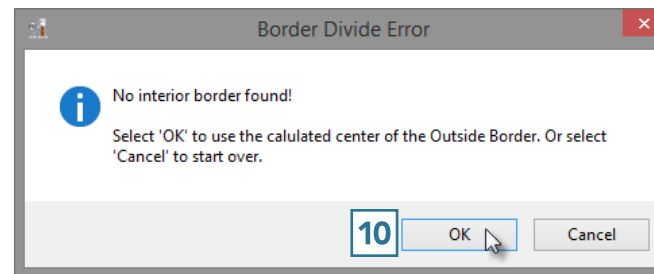 Border Divide Error
No interior border found!
Select 'OK' to use the calulated center of the Outside Border. Or select
'Cancel' to start over.
10 OK Cancel